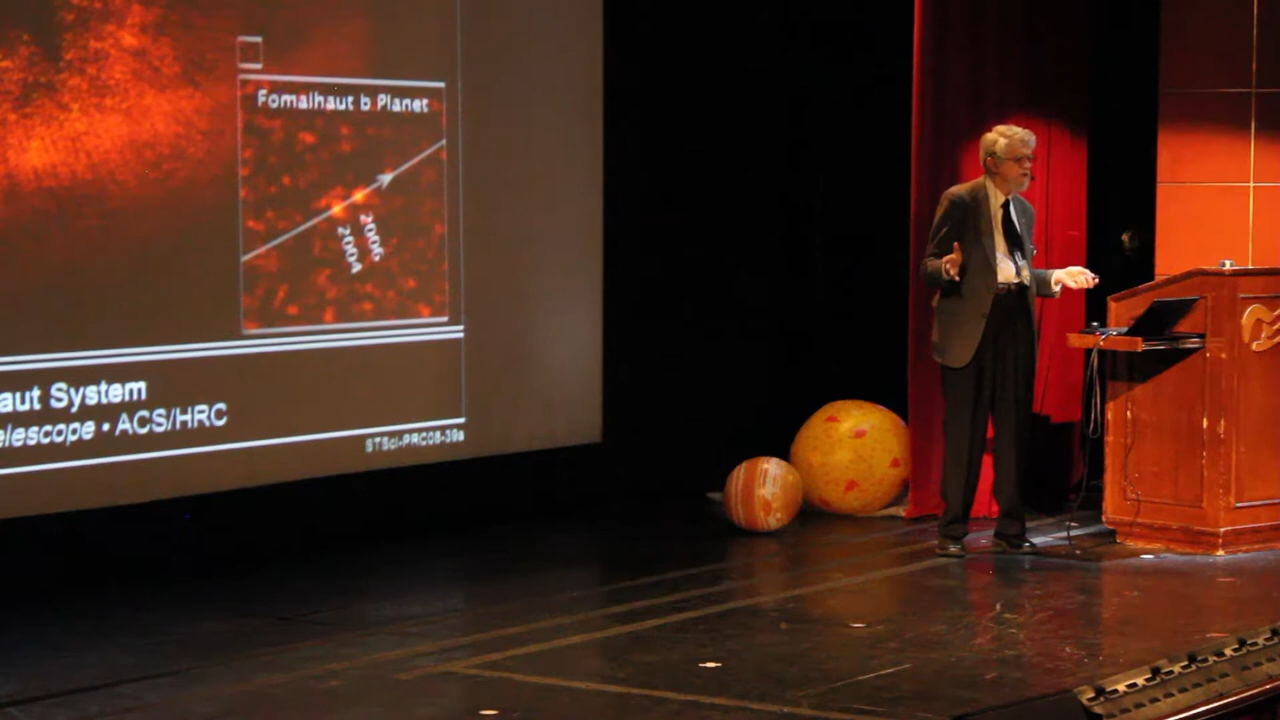 Fomalhaut b Planet
2006
2004
aut System
elescope • ACS/HRC
STScI-PRC08-39a